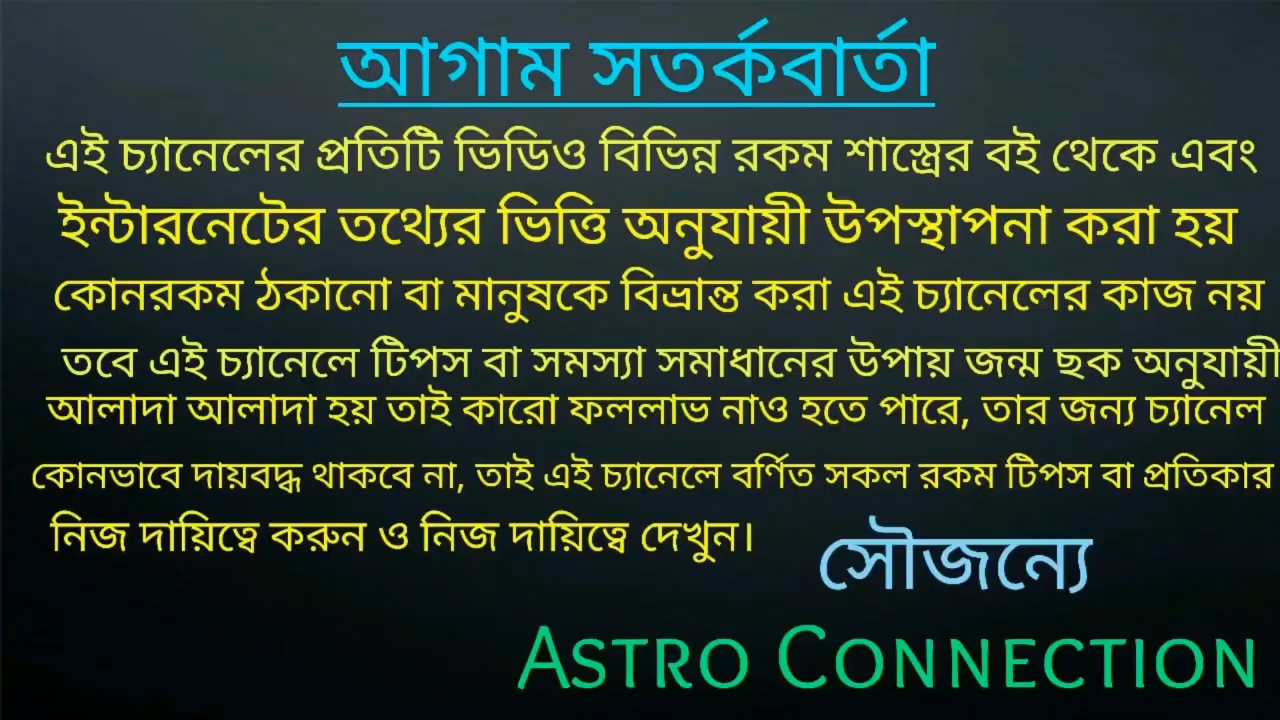 আগাম সতর্কবার্তা
এই চ্যানেলের প্রতিটি ভিডিও বিভিন্ন রকম শাস্ত্রের বই থেকে এবং
ইন্টারনেটের তথ্যের ভিত্তি অনুযায়ী উপস্থাপনা করা হয়
কোনরকম ঠকানো বা মানুষকে বিভ্রান্ত করা এই চ্যানেলের কাজ নয়
তবে এই চ্যানেলে টিপস বা সমস্যা সমাধানের উপায় জন্ম ছক অনুযায়ী
আলাদা আলাদা হয় তাই কারো ফললাভ নাও হতে পারে, তার জন্য চ্যানেল
কোনভাবে দায়বদ্ধ থাকবে না, তাই এই চ্যানেলে বর্ণিত সকল রকম টিপস বা প্রতিকার
নিজ দায়িত্বে করুন ও নিজ দায়িত্বে দেখুন।
সৌজন্যে
ASTRO CONNECTION